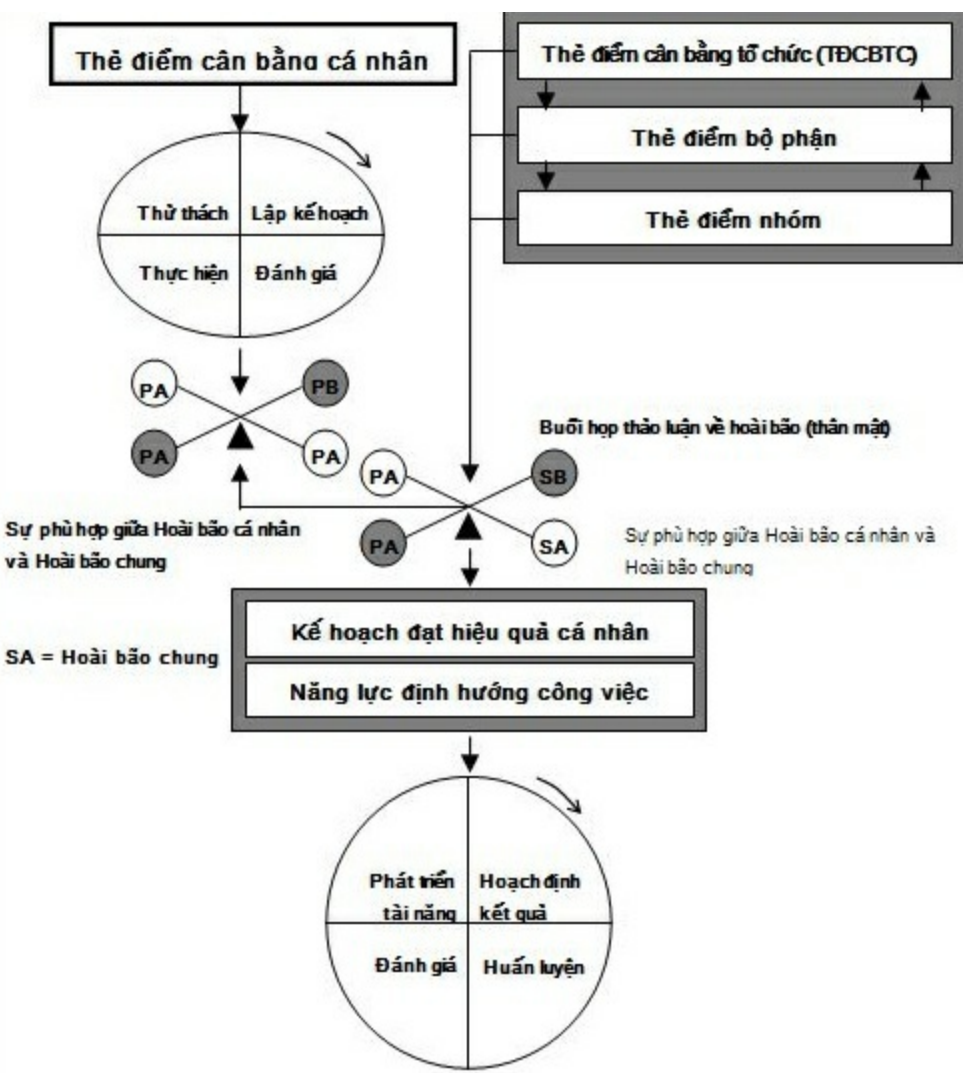 Thẻ điểm cân bằng cá nhân
Thẻ điểm cân bằng tổ chức (TĐCBTC)
Thẻ điểm bộ phận
Thẻ điểm nhóm
Thử thách
Lập kế hoạch
Thực hiện
Đánh giá
PA
PB
PA
PA
Buổi họp thảo luận về hoài bão (thân mật)
PA
SB
PA
SA
Sự phù hợp giữa Hoài bão cá nhân
và Hoài bão chung
Sự phù hợp giữa Hoài bão cá nhân và
Hoài bão chung
Kế hoạch đạt hiệu quả cá nhân
SA = Hoài bão chung
Năng lực định hướng công việc
Phát triển
tài năng
Hoạch định
kết quả
Đánh giá
Huấn luyện